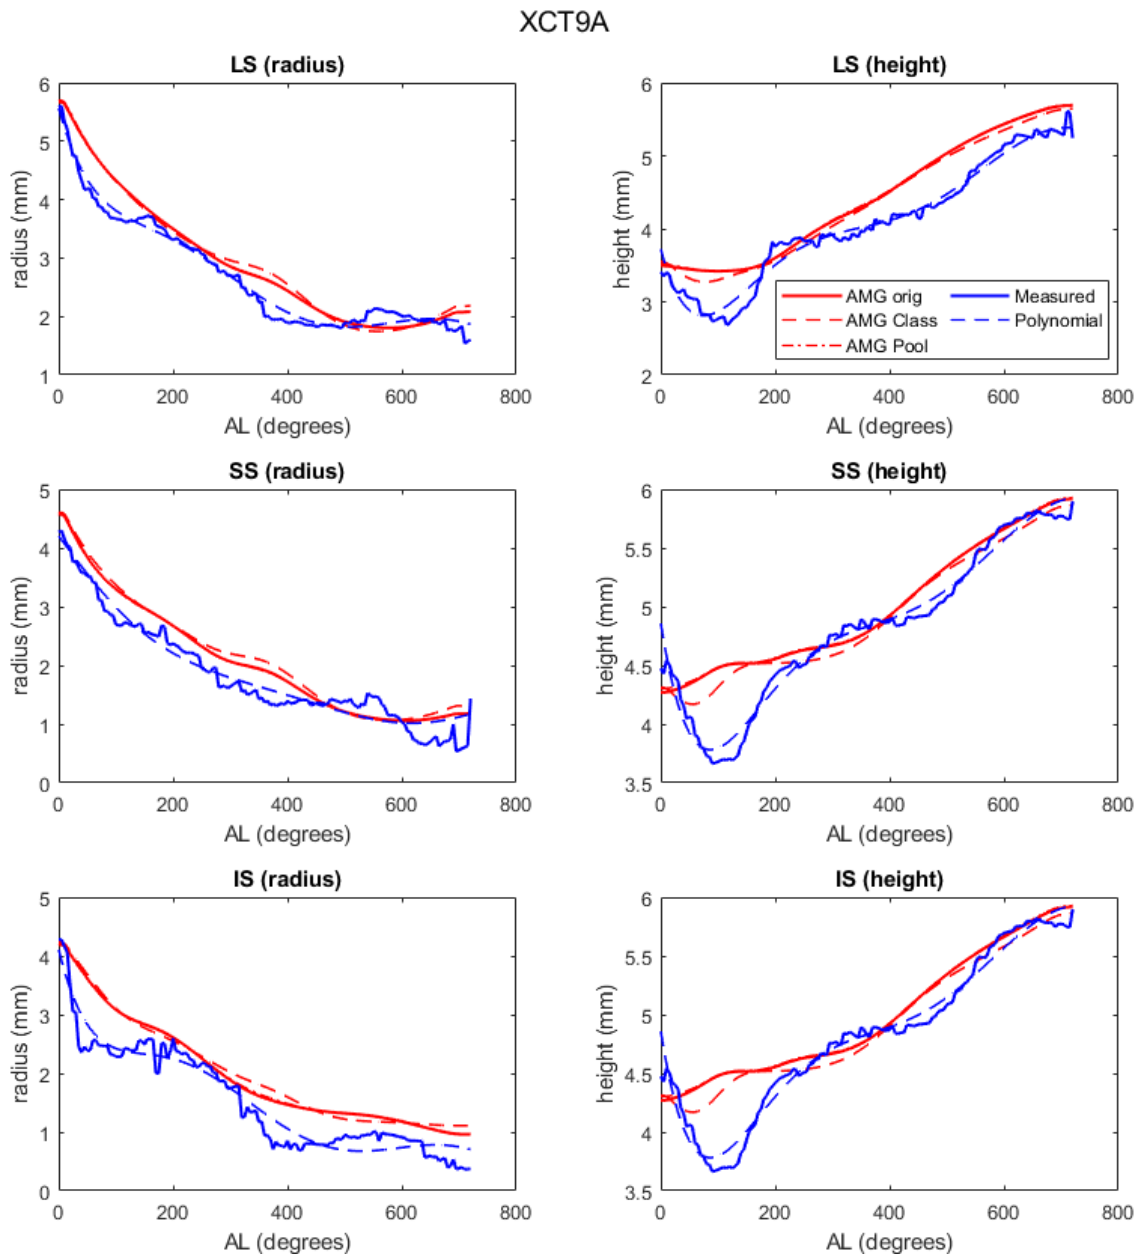 XCT9A
LS (radius)
6
5
4
3
2
1
radius (mm)
0
200
400
600
800
AL (degrees)
LS (height)
6
5
4
3
2
height (mm)
AMG orig
AMG Class
AMG Pool
Measured
Polynomial
0
200
400
600
800
AL (degrees)
SS (radius)
5
4
3
2
1
0
radius (mm)
0
200
400
600
800
AL (degrees)
SS (height)
6
5.5
5
4.5
4
3.5
height (mm)
0
200
400
600
800
AL (degrees)
IS (radius)
5
4
3
2
1
0
radius (mm)
0
200
400
600
800
AL (degrees)
IS (height)
6
5.5
5
4.5
4
3.5
height (mm)
0
200
400
600
800
AL (degrees)